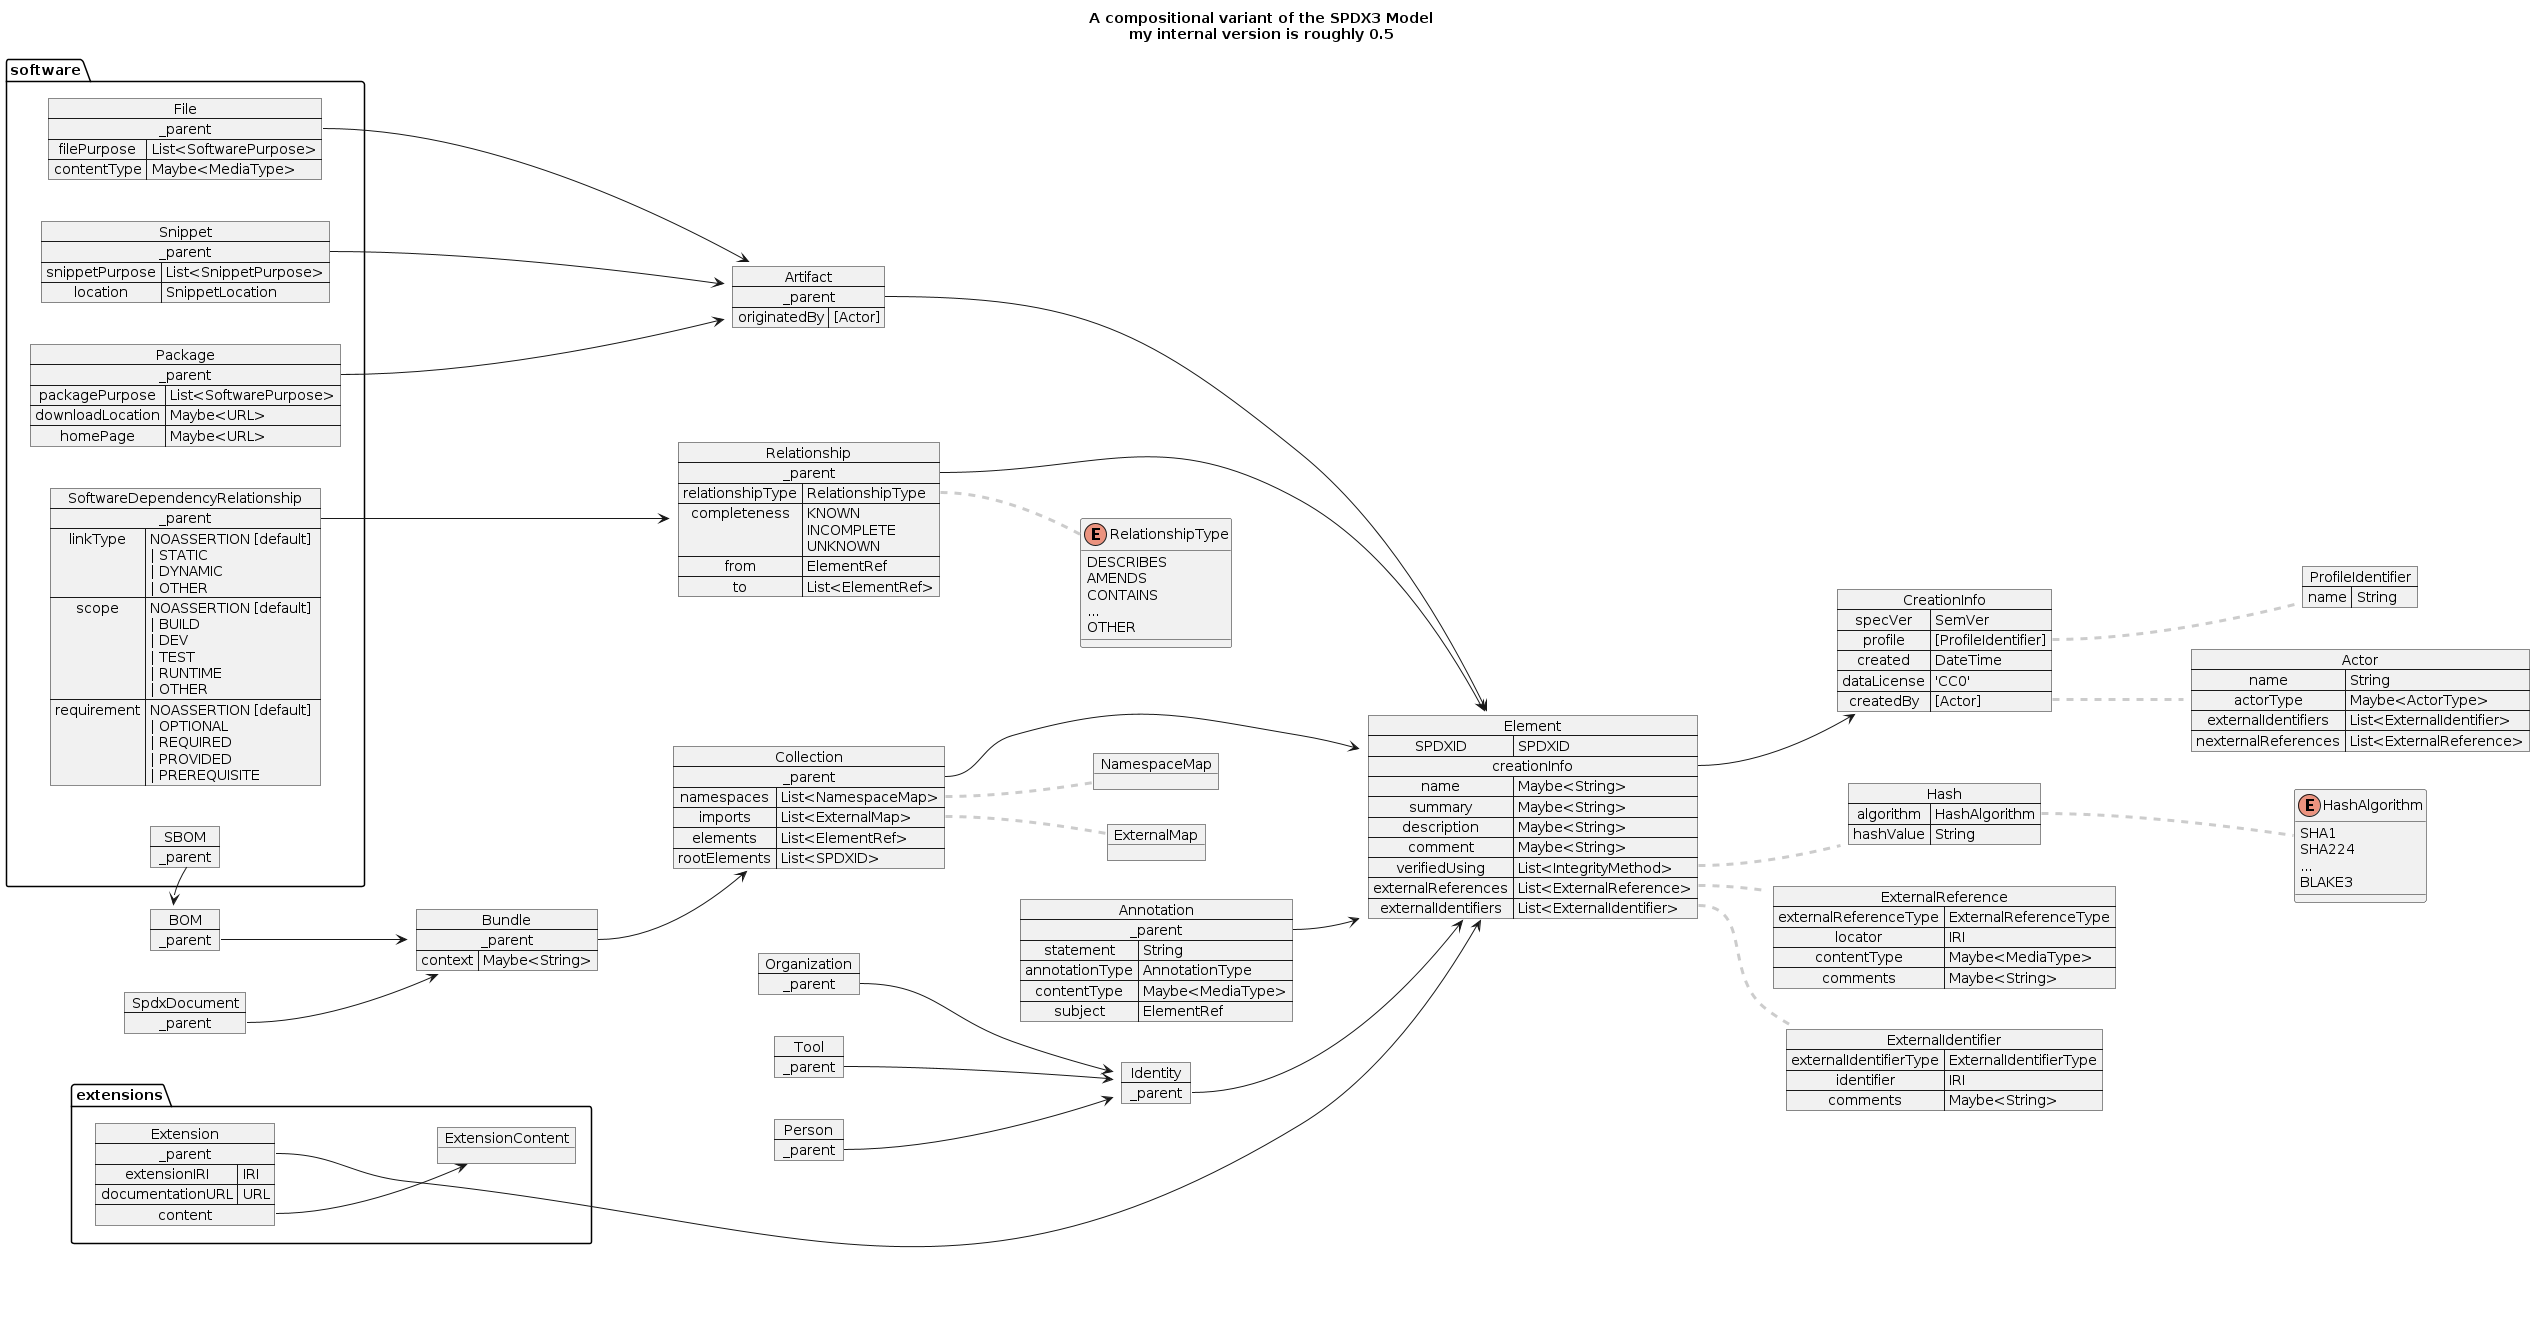 A compositional variant of the SPDX3 Model
my internal version is roughly 0.5
software
File
_parent
filePurpose List<SoftwarePurpose>
contentType Maybe<MediaType>
Snippet
_parent
snippetPurpose List<SnippetPurpose>
location SnippetLocation
Package
_parent
packagePurpose List<SoftwarePurpose>
downloadLocation Maybe<URL>
homePage Maybe<URL>
SoftwareDependencyRelationship
_parent
linkType NOASSERTION [default]
| STATIC
| DYNAMIC
| OTHER
scope NOASSERTION [default]
| BUILD
| DEV
| TEST
| RUNTIME
| OTHER
requirement NOASSERTION [default]
| OPTIONAL
| REQUIRED
| PROVIDED
| PREREQUISITE
SBOM
_parent
BOM
_parent
SpdxDocument
_parent
Bundle
_parent
context Maybe<String>
extensions
Extension
_parent
extensionIRI IRI
documentationURL URL
content
ExtensionContent
Artifact
_parent
originatedBy [Actor]
Relationship
_parent
relationshipType RelationshipType
completeness KNOWN
INCOMPLETE
UNKNOWN
from ElementRef
to List<ElementRef>
E RelationshipType
DESCRIBES
AMENDS
CONTAINS
...
OTHER
Collection
_parent
namespaces List<NamespaceMap>
imports List<ExternalMap>
elements List<ElementRef>
rootElements List<SPDXID>
NamespaceMap
ExternalMap
Annotation
_parent
statement String
annotationType AnnotationType
contentType Maybe<MediaType>
subject ElementRef
Organization
_parent
Tool
_parent
Person
_parent
Identity
_parent
Element
SPDXID SPDXID
creationInfo
name Maybe<String>
summary Maybe<String>
description Maybe<String>
comment Maybe<String>
verifiedUsing List<IntegrityMethod>
externalReferences List<ExternalReference>
externalIdentifiers List<ExternalIdentifier>
CreationInfo
specVer SemVer
profile [ProfileIdentifier]
created DateTime
dataLicense 'CC0'
createdBy [Actor]
ProfileIdentifier
name String
Actor
name String
actorType Maybe<ActorType>
externalIdentifiers List<ExternalIdentifier>
nexternalReferences List<ExternalReference>
Hash
algorithm HashAlgorithm
hashValue String
E HashAlgorithm
SHA1
SHA224
...
BLAKE3
ExternalReference
externalReferenceType ExternalReferenceType
locator IRI
contentType Maybe<MediaType>
comments Maybe<String>
ExternalIdentifier
externalIdentifierType ExternalIdentifierType
identifier IRI
comments Maybe<String>